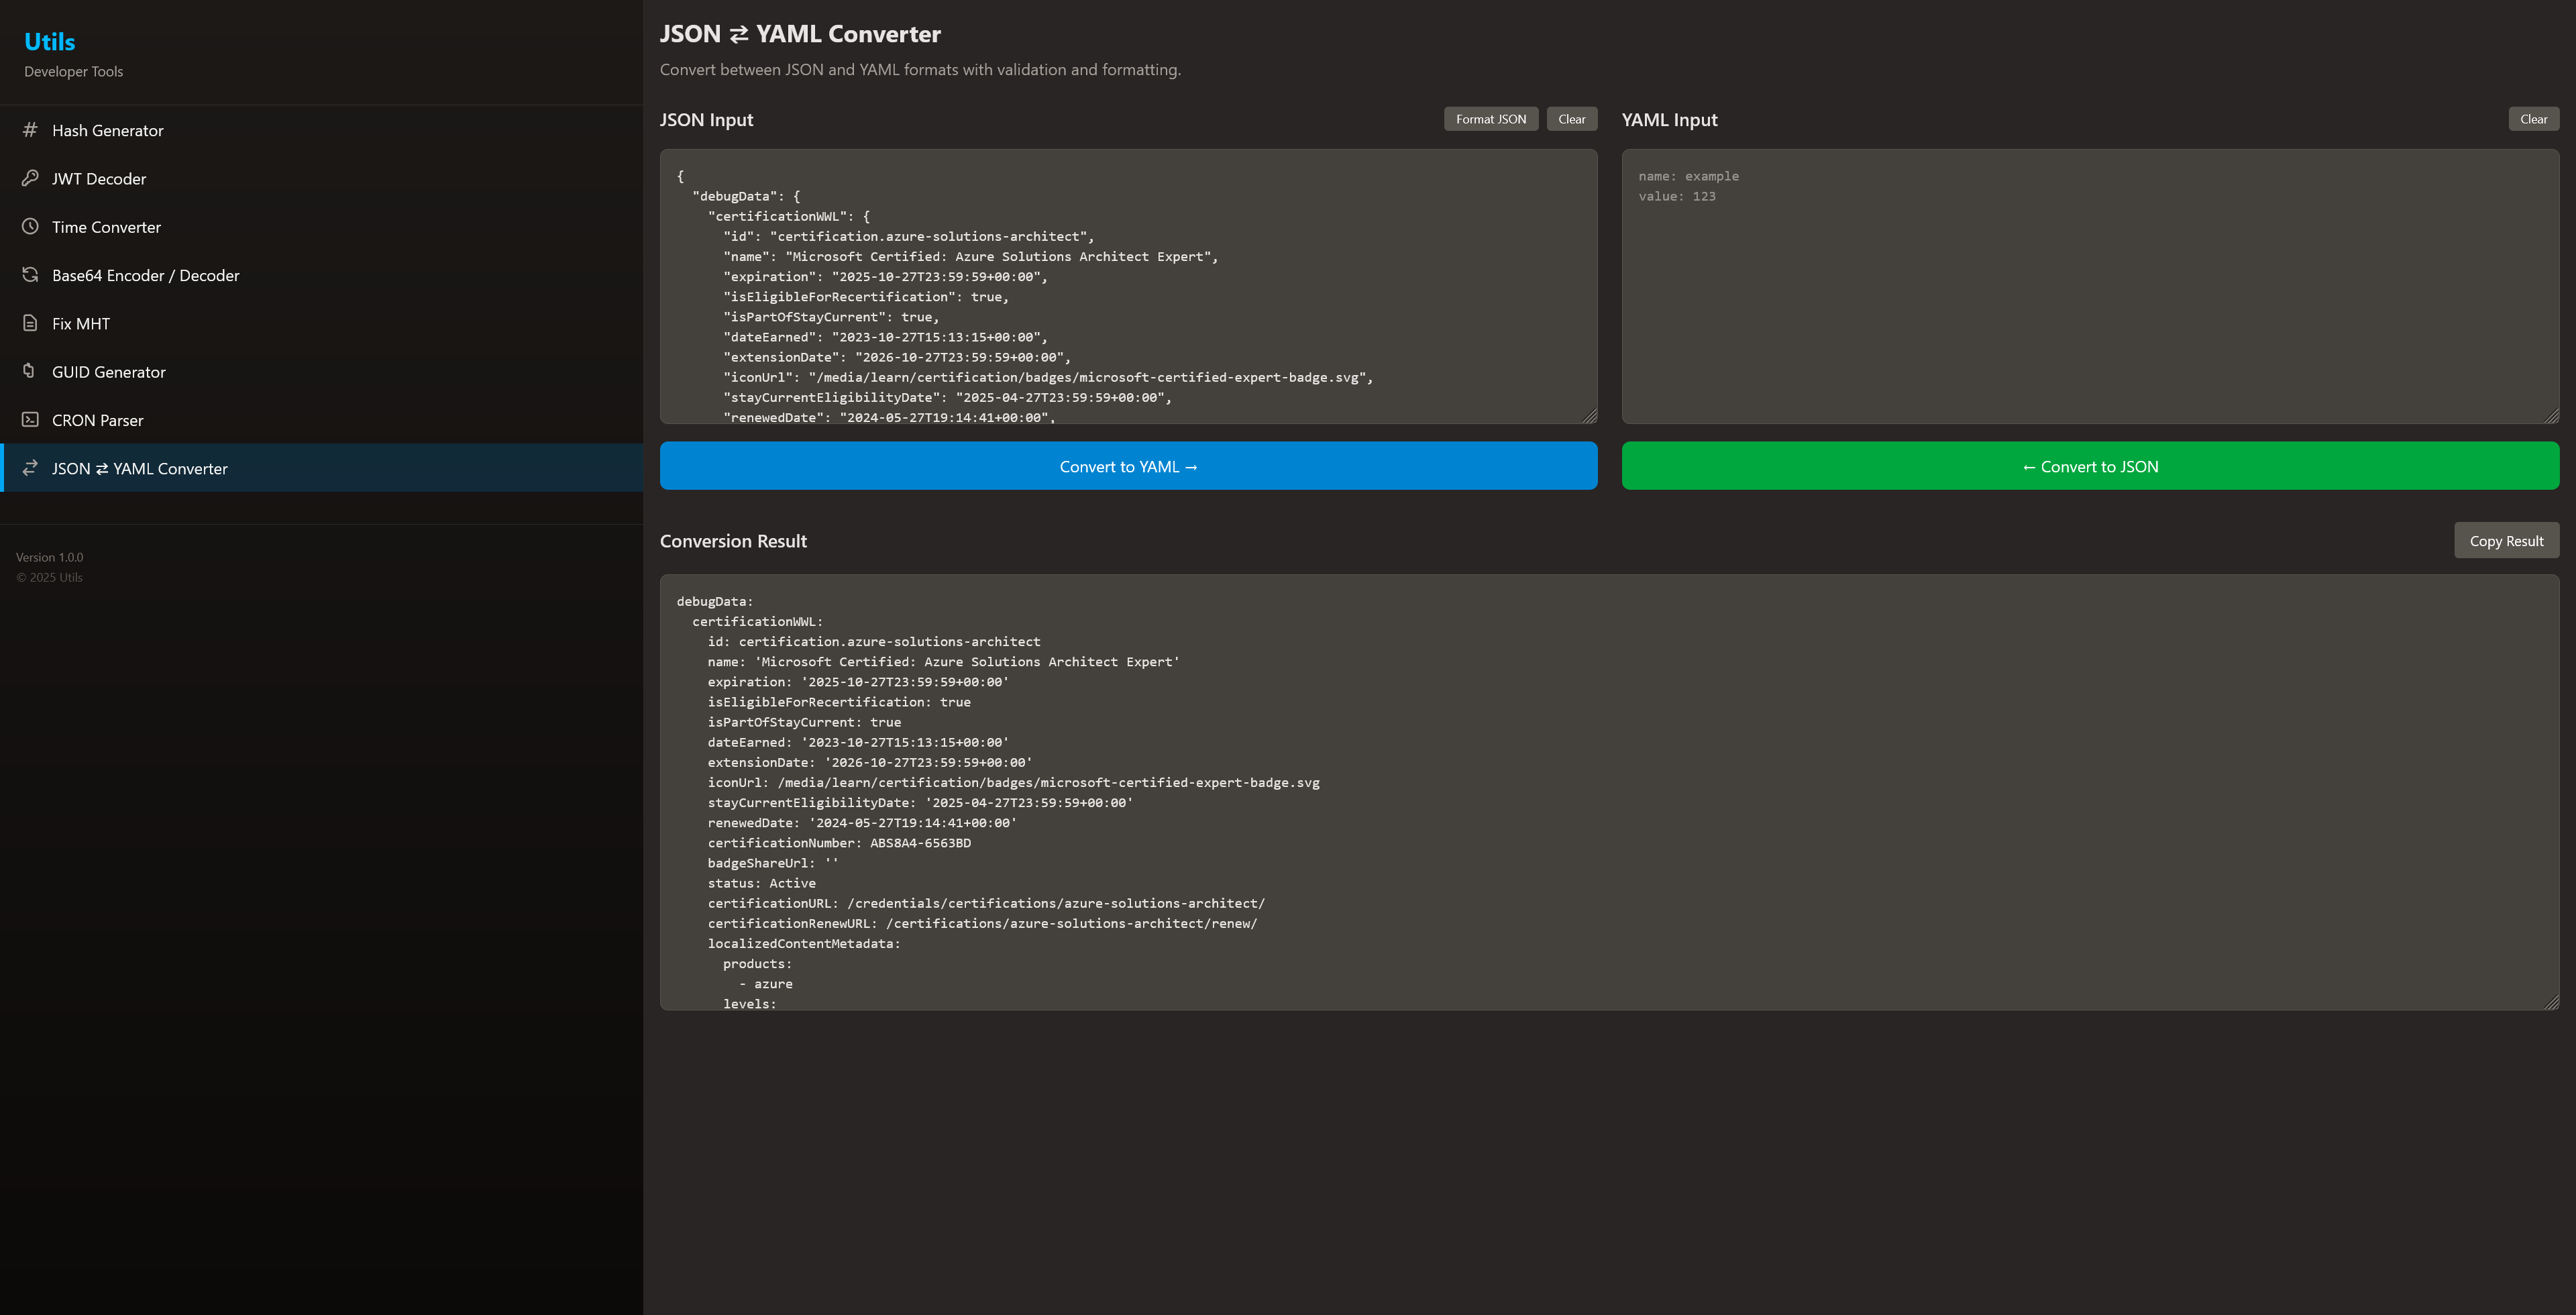 Utils
Developer Tools
Hash Generator
JWT Decoder
Time Converter
Base64 Encoder / Decoder
Fix MHT
GUID Generator
CRON Parser
JSON ⇄ YAML Converter
Version 1.0.0
© 2025 Utils
JSON ⇄ YAML Converter
Convert between JSON and YAML formats with validation and formatting.
JSON Input
Format JSON
Clear
{
  "debugData": {
    "certificationWWL": {
      "id": "certification.azure-solutions-architect",
      "name": "Microsoft Certified: Azure Solutions Architect Expert",
      "expiration": "2025-10-27T23:59:59+00:00",
      "isEligibleForRecertification": true,
      "isPartOfStayCurrent": true,
      "dateEarned": "2023-10-27T15:13:15+00:00",
      "extensionDate": "2026-10-27T23:59:59+00:00",
      "iconUrl": "/media/learn/certification/badges/microsoft-certified-expert-badge.svg",
      "stayCurrentEligibilityDate": "2025-04-27T23:59:59+00:00",
      "renewedDate": "2024-05-27T19:14:41+00:00",
Convert to YAML →
YAML Input
Clear
name: example
value: 123
← Convert to JSON
Conversion Result
Copy Result
debugData:
  certificationWWL:
    id: certification.azure-solutions-architect
    name: 'Microsoft Certified: Azure Solutions Architect Expert'
    expiration: '2025-10-27T23:59:59+00:00'
    isEligibleForRecertification: true
    isPartOfStayCurrent: true
    dateEarned: '2023-10-27T15:13:15+00:00'
    extensionDate: '2026-10-27T23:59:59+00:00'
    iconUrl: /media/learn/certification/badges/microsoft-certified-expert-badge.svg
    stayCurrentEligibilityDate: '2025-04-27T23:59:59+00:00'
    renewedDate: '2024-05-27T19:14:41+00:00'
    certificationNumber: ABS8A4-6563BD
    badgeShareUrl: ''
    status: Active
    certificationURL: /credentials/certifications/azure-solutions-architect/
    certificationRenewURL: /certifications/azure-solutions-architect/renew/
    localizedContentMetadata:
      products:
        - azure
      levels: